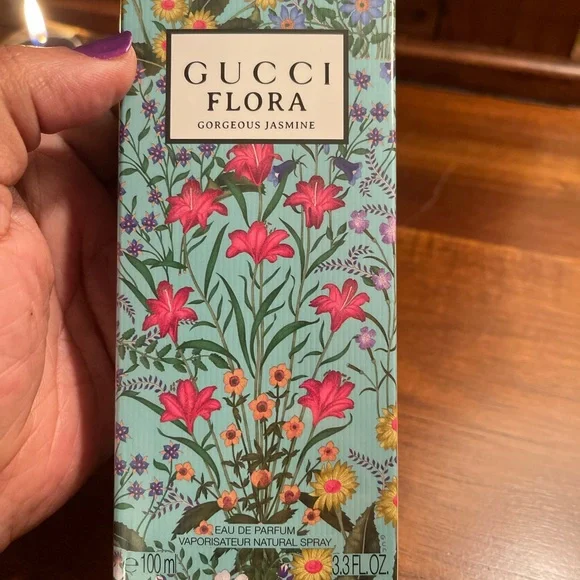 GUCCI
FLORA
GORGEOUS JASMINE
EAU DE PARFUM
VAPORISATEUR NATURAL SPRAY
e 100 ml 3.3 FL.OZ.